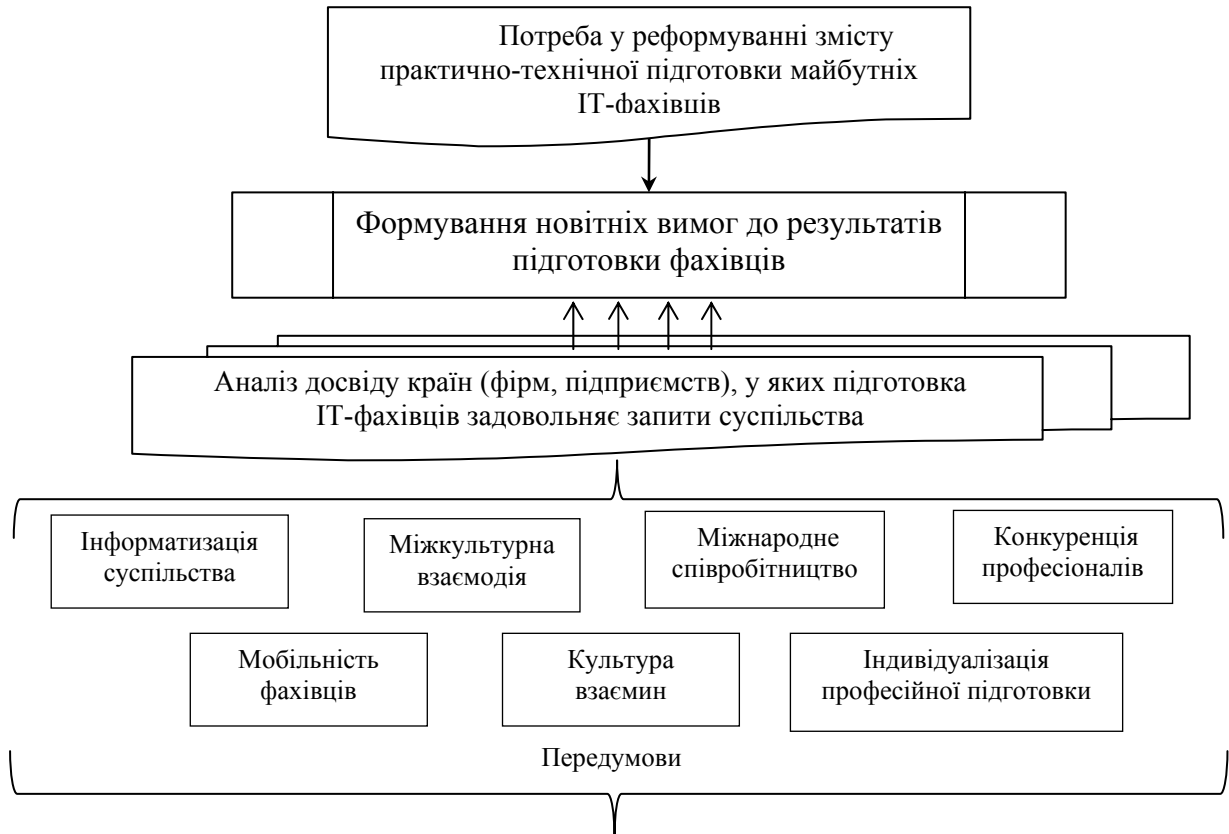 Потреба у реформуванні змісту
практично-технічної підготовки майбутніх
ІТ-фахівців
Формування новітніх вимог до результатів
підготовки фахівців
Аналіз досвіду країн (фірм, підприємств), у яких підготовка
ІТ-фахівців задовольняє запити суспільства
Інформатизація
суспільства
Міжкультурна
взаємодія
Міжнародне
співробітництво
Конкуренція
професіоналів
Мобільність
фахівців
Культура
взаємин
Індивідуалізація
професійної підготовки
Передумови